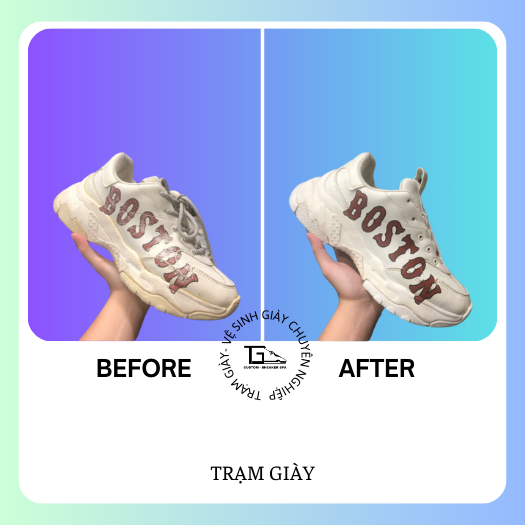 BOSTON
BOSTON
BEFORE
AFTER
TRẠM GIÀY - VỆ SINH GIÀY CHUYÊN NGHIỆP
TG
CUSTOM - SNEAKER SPA
TRẠM GIÀY